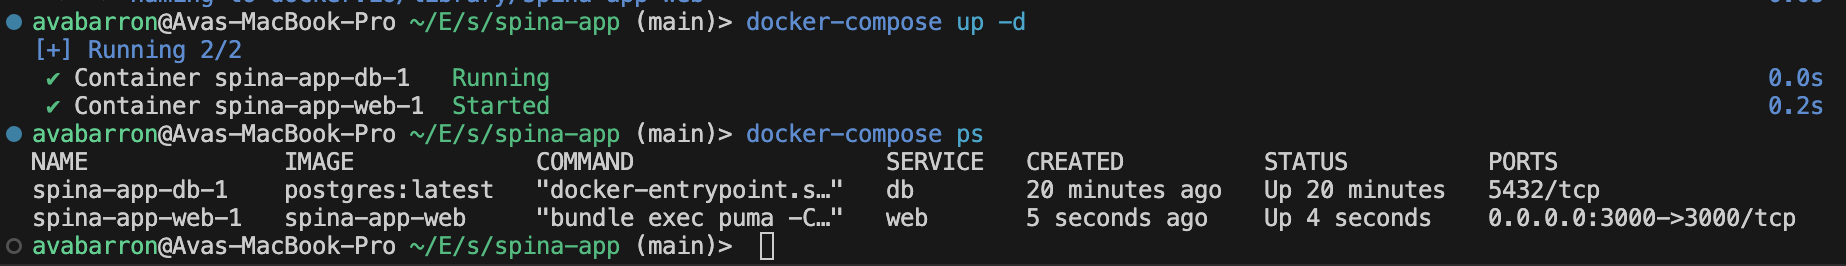 avabarron@Avas-MacBook-Pro ~/E/s/spina-app (main)> docker-compose up -d
[+] Running 2/2
✔ Container spina-app-db-1 Running 0.0s
✔ Container spina-app-web-1 Started 0.2s
avabarron@Avas-MacBook-Pro ~/E/s/spina-app (main)> docker-compose ps
NAME IMAGE COMMAND SERVICE CREATED STATUS PORTS
spina-app-db-1 postgres:latest "docker-entrypoint.s…" db 20 minutes ago Up 20 minutes 5432/tcp
spina-app-web-1 spina-app-web "bundle exec puma -C…" web 5 seconds ago Up 4 seconds 0.0.0.0:3000->3000/tcp
avabarron@Avas-MacBook-Pro ~/E/s/spina-app (main)>